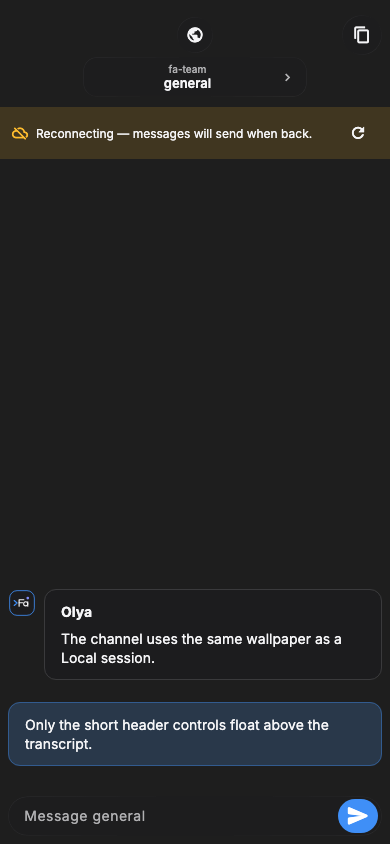 fa-team
general
Reconnecting — messages will send when back.
>Fa
Olya
The channel uses the same wallpaper as a
Local session.
Only the short header controls float above the
transcript.
Message general